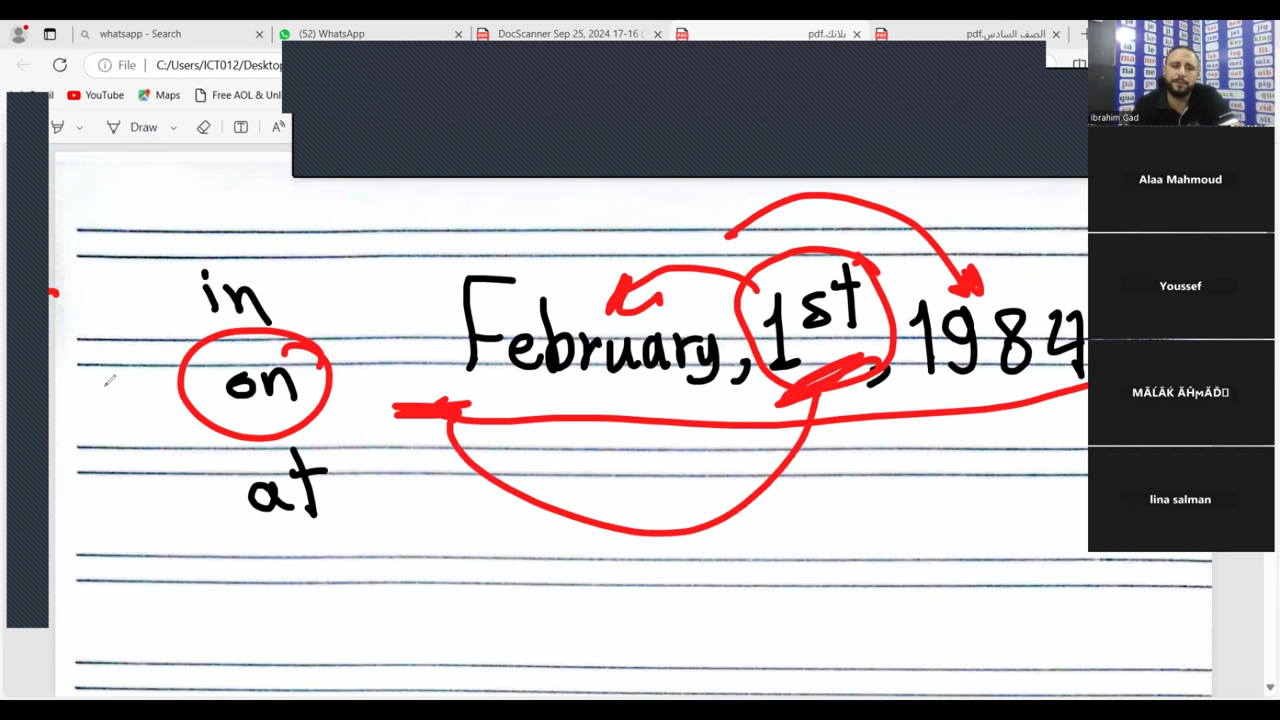 whatsapp - Search
(52) WhatsApp
DocScanner Sep 25, 2024 17-16
بلانك.pdf
الصف السادس.pdf
File
C:/Users/ICT012/Desktop
YouTube
Maps
Free AOL & Unl
Draw
in
on
at
February, 1st, 1984
Ibrahim Gad
Alaa Mahmoud
Youssef
MÃĹÃḰ ÃĤϻÃĎ
lina salman